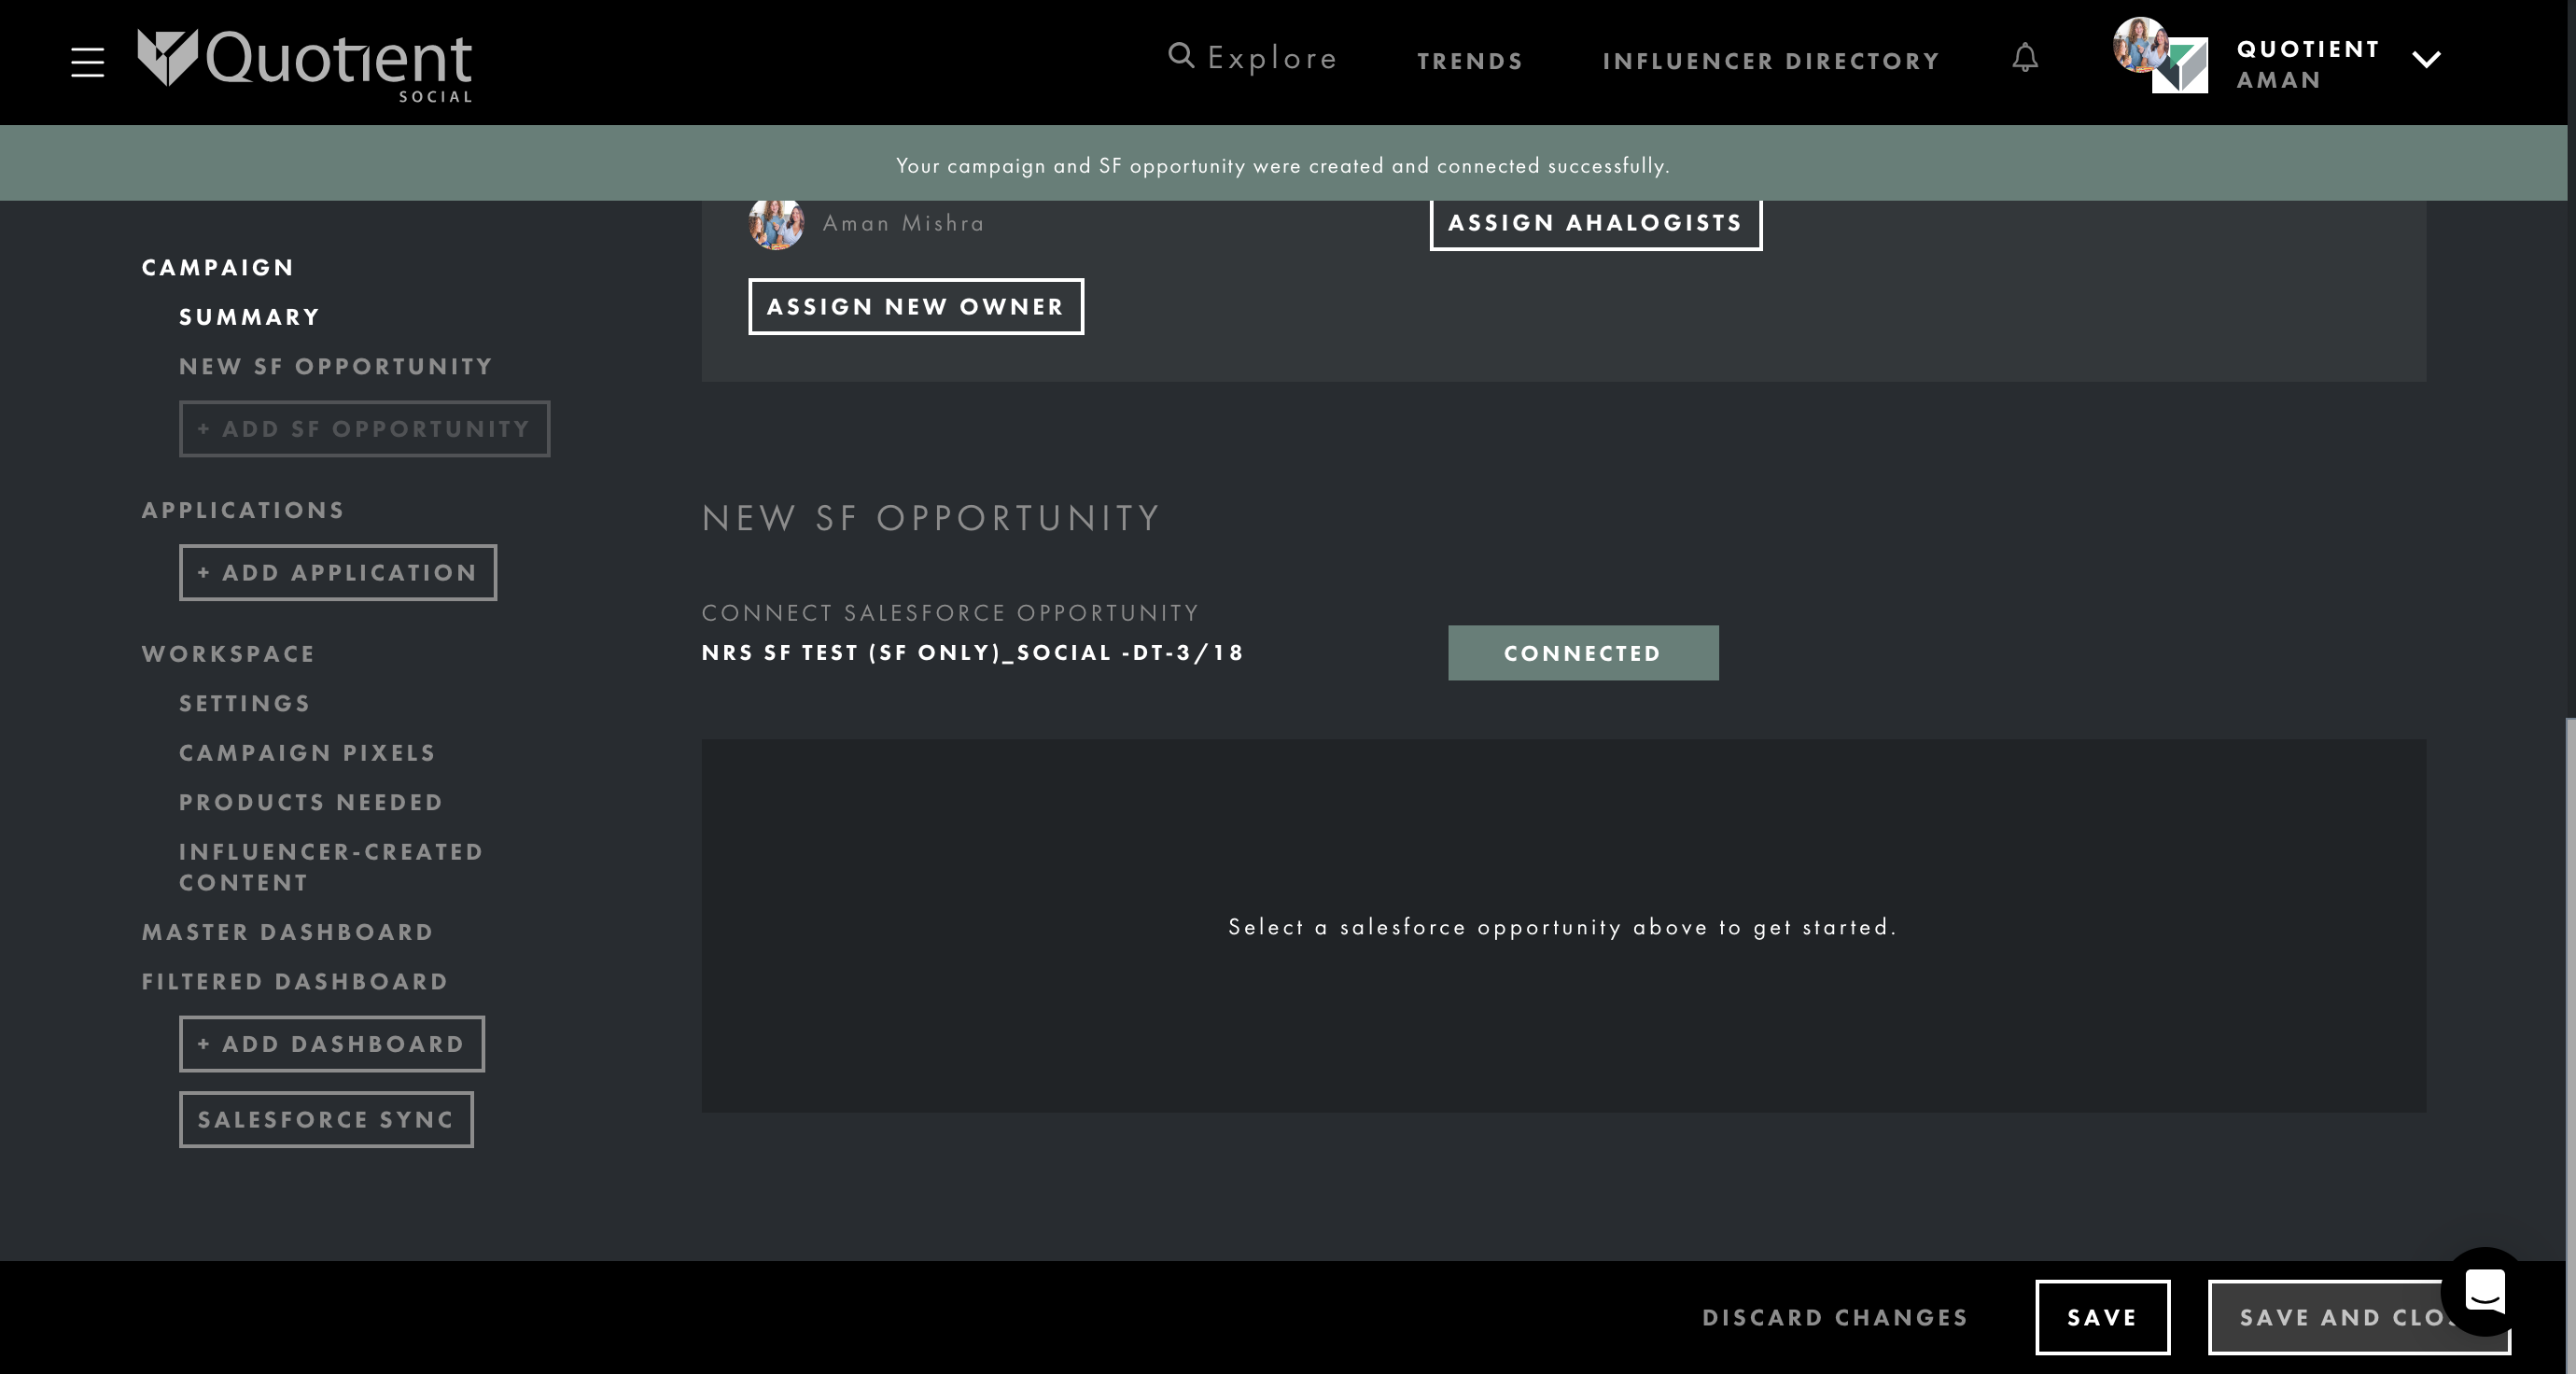 Quotient
SOCIAL
Explore
TRENDS
INFLUENCER DIRECTORY
QUOTIENT
AMAN
Your campaign and SF opportunity were created and connected successfully.
CAMPAIGN
SUMMARY
NEW SF OPPORTUNITY
+ ADD SF OPPORTUNITY
APPLICATIONS
+ ADD APPLICATION
WORKSPACE
SETTINGS
CAMPAIGN PIXELS
PRODUCTS NEEDED
INFLUENCER-CREATED
CONTENT
MASTER DASHBOARD
FILTERED DASHBOARD
+ ADD DASHBOARD
SALESFORCE SYNC
Aman Mishra
ASSIGN NEW OWNER
ASSIGN AHALOGISTS
NEW SF OPPORTUNITY
CONNECT SALESFORCE OPPORTUNITY
NRS SF TEST (SF ONLY)_SOCIAL -DT-3/18
CONNECTED
Select a salesforce opportunity above to get started.
DISCARD CHANGES
SAVE
SAVE AND